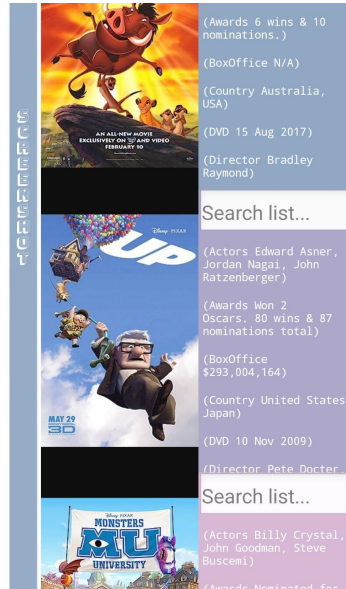 SCREENSHOT
AN ALL-NEW MOVIE
EXCLUSIVELY ON AND VIDEO
FEBRUARY 10
(Awards 6 wins & 10
nominations.)
(BoxOffice N/A)
(Country Australia,
USA)
(DVD 15 Aug 2017)
(Director Bradley
Raymond)
Search list...
Disney · PIXAR
UP
MAY 29
3D
(Actors Edward Asner,
Jordan Nagai, John
Ratzenberger)
(Awards Won 2
Oscars. 80 wins & 87
nominations total)
(BoxOffice
$293,004,164)
(Country United States,
Japan)
(DVD 10 Nov 2009)
(Director Pete Docter,
Search list...
Disney · PIXAR
MONSTERS
MU
UNIVERSITY
(Actors Billy Crystal,
John Goodman, Steve
Buscemi)
(Awards Nominated for